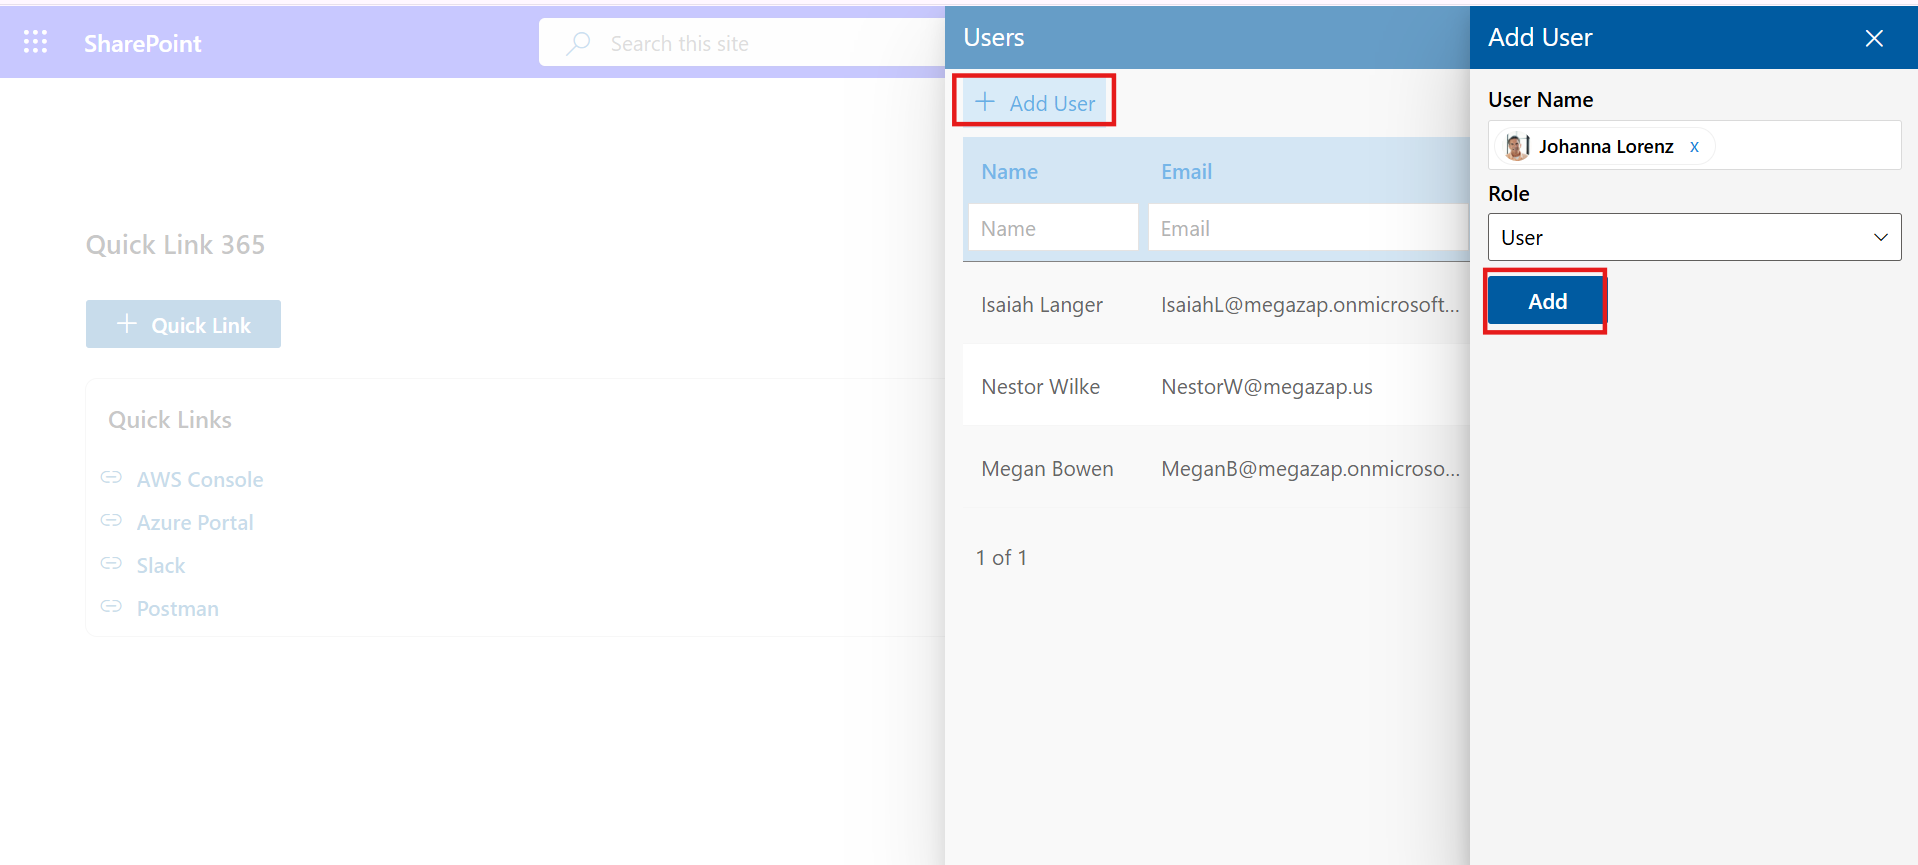 SharePoint
Search this site
Quick Link 365
Quick Link
Quick Links
AWS Console
Azure Portal
Slack
Postman
Users
Add User
Name Email
Name Email
Isaiah Langer IsaiahL@megazap.onmicrosoft...
Nestor Wilke NestorW@megazap.us
Megan Bowen MeganB@megazap.onmicroso...
1 of 1
Add User
User Name
Johanna Lorenz x
Role
User
Add